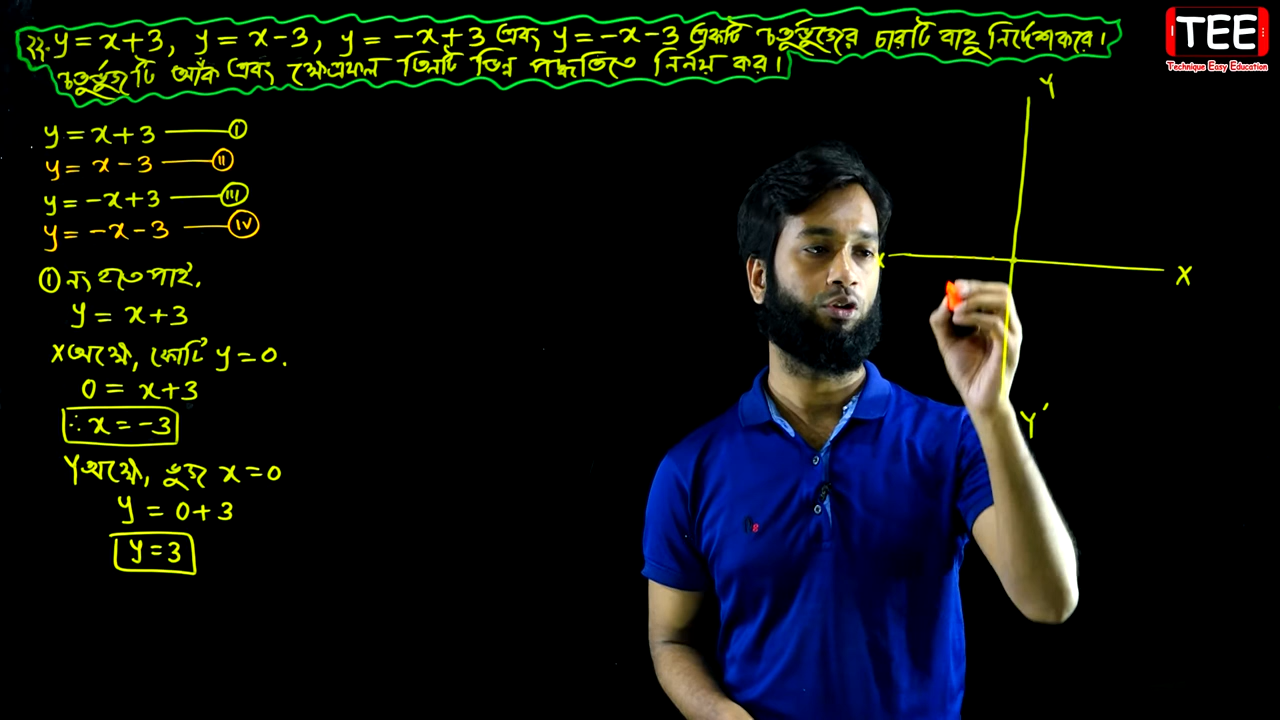 ২২. y = x+3, y = x-3, y = -x+3 এবং y = -x-3 একটি চতুর্ভুজের চারটি বাহু নির্দেশ করে।
চতুর্ভুজটি আঁক এবং ক্ষেত্রফল তিনটি ভিন্ন পদ্ধতিতে নির্ণয় কর।
TEE
Technique Easy Education
y = x+3 — i
y = x-3 — ii
y = -x+3 — iii
y = -x-3 — iv
i নং হতে পাই,
y = x+3
X অক্ষে, কোটি y = 0.
0 = x+3
∴ x = -3
Y অক্ষে, ভুজ x = 0
y = 0+3
y = 3
Y
X
Y′